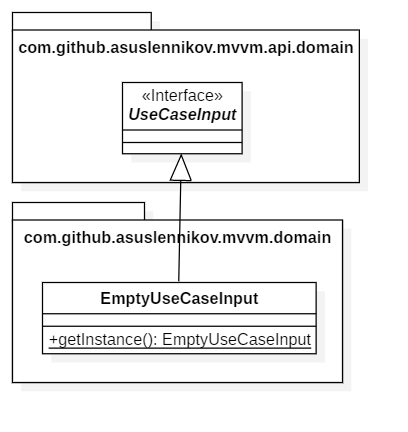 com.github.asuslennikov.mvvm.api.domain
«Interface»
UseCaseInput
com.github.asuslennikov.mvvm.domain
EmptyUseCaseInput
+getInstance(): EmptyUseCaseInput